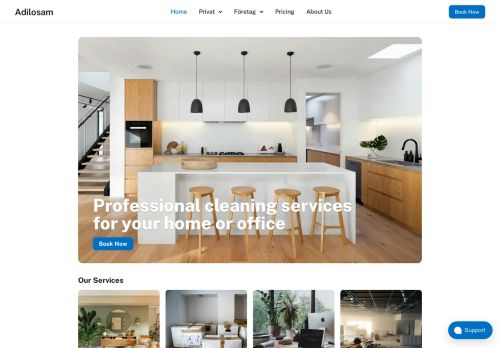 Adilosam
Home Privat Företag Pricing About Us
Book Now
Professional cleaning services
for your home or office
Book Now
Our Services
Support